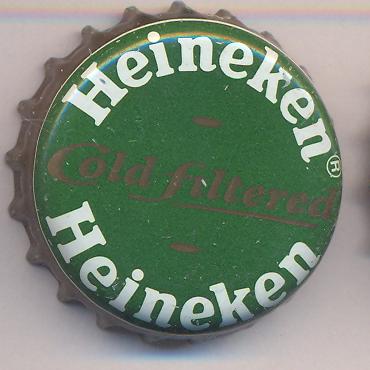 Heineken®
Cold filtered
Heineken